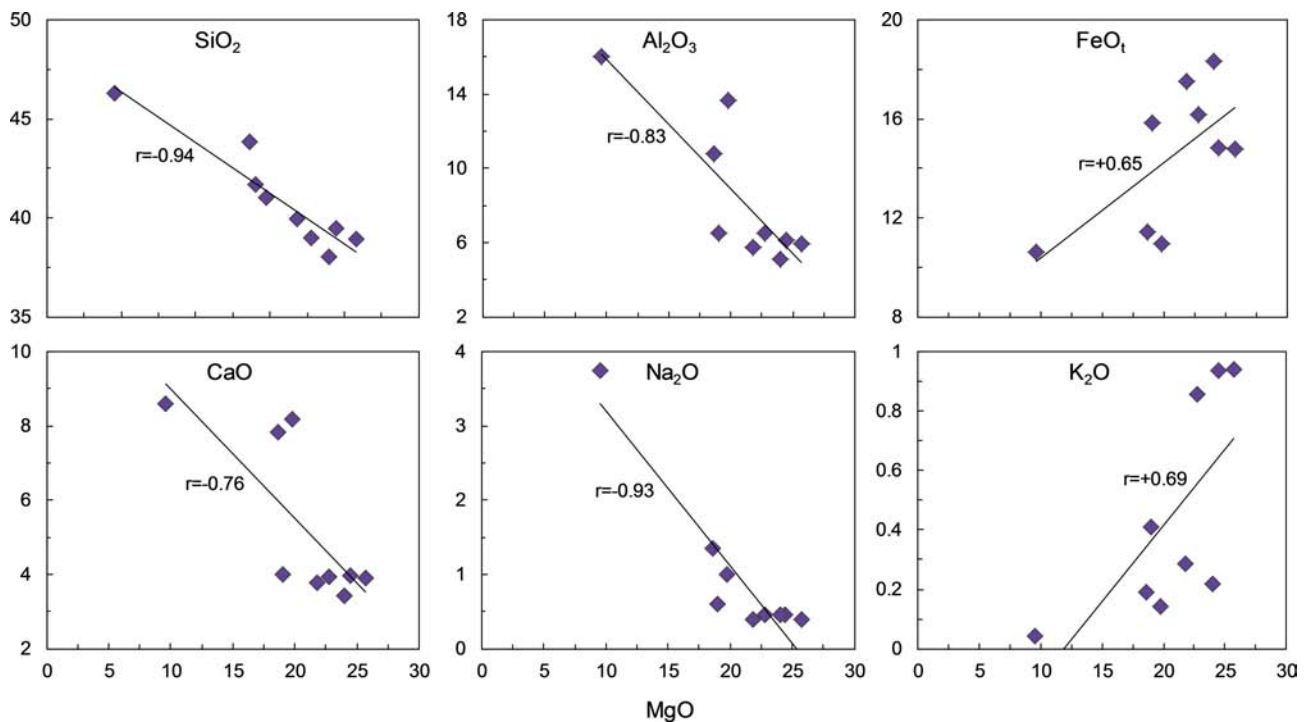 SiO₂
50
45
40
35
r=-0.94
Al₂O₃
18
14
10
6
2
r=-0.83
FeOₜ
20
16
12
8
r=+0.65
CaO
10
8
6
4
2
r=-0.76
0 5 10 15 20 25 30
Na₂O
4
3
2
1
0
r=-0.93
0 5 10 15 20 25 30
K₂O
1
0.8
0.6
0.4
0.2
0
r=+0.69
0 5 10 15 20 25 30
MgO